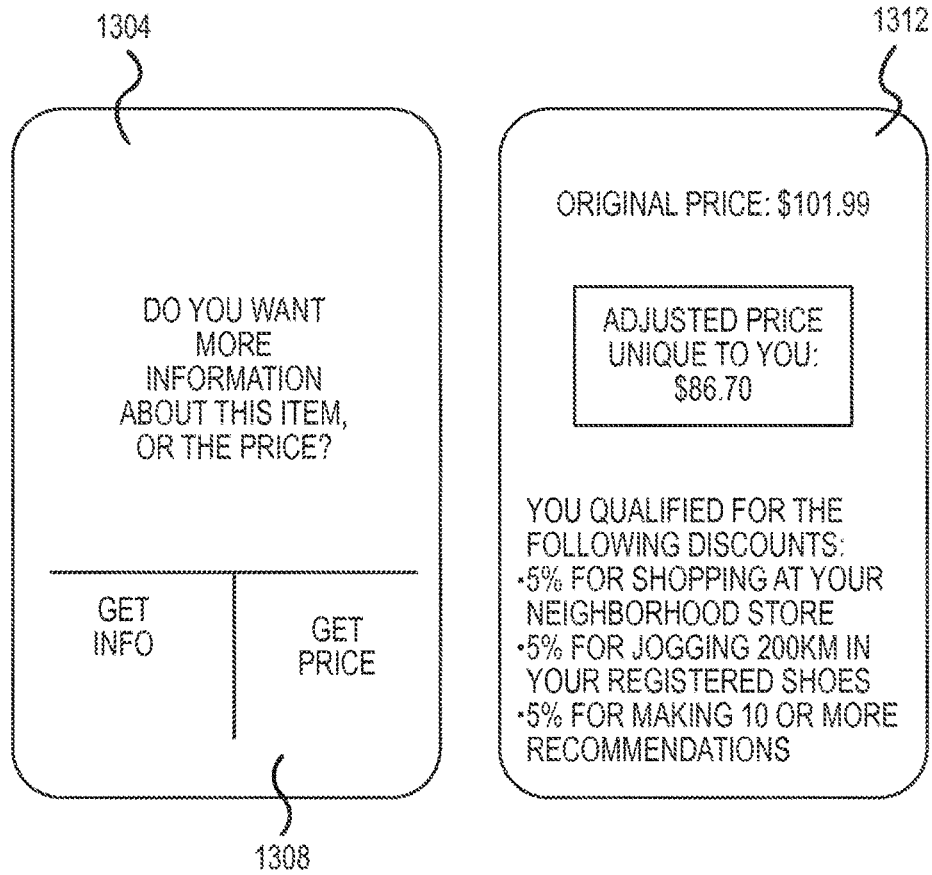 1304
DO YOU WANT
MORE
INFORMATION
ABOUT THIS ITEM,
OR THE PRICE?
GET
INFO
GET
PRICE
1308
1312
ORIGINAL PRICE: $101.99
ADJUSTED PRICE
UNIQUE TO YOU:
$86.70
YOU QUALIFIED FOR THE
FOLLOWING DISCOUNTS:
•5% FOR SHOPPING AT YOUR
NEIGHBORHOOD STORE
•5% FOR JOGGING 200KM IN
YOUR REGISTERED SHOES
•5% FOR MAKING 10 OR MORE
RECOMMENDATIONS